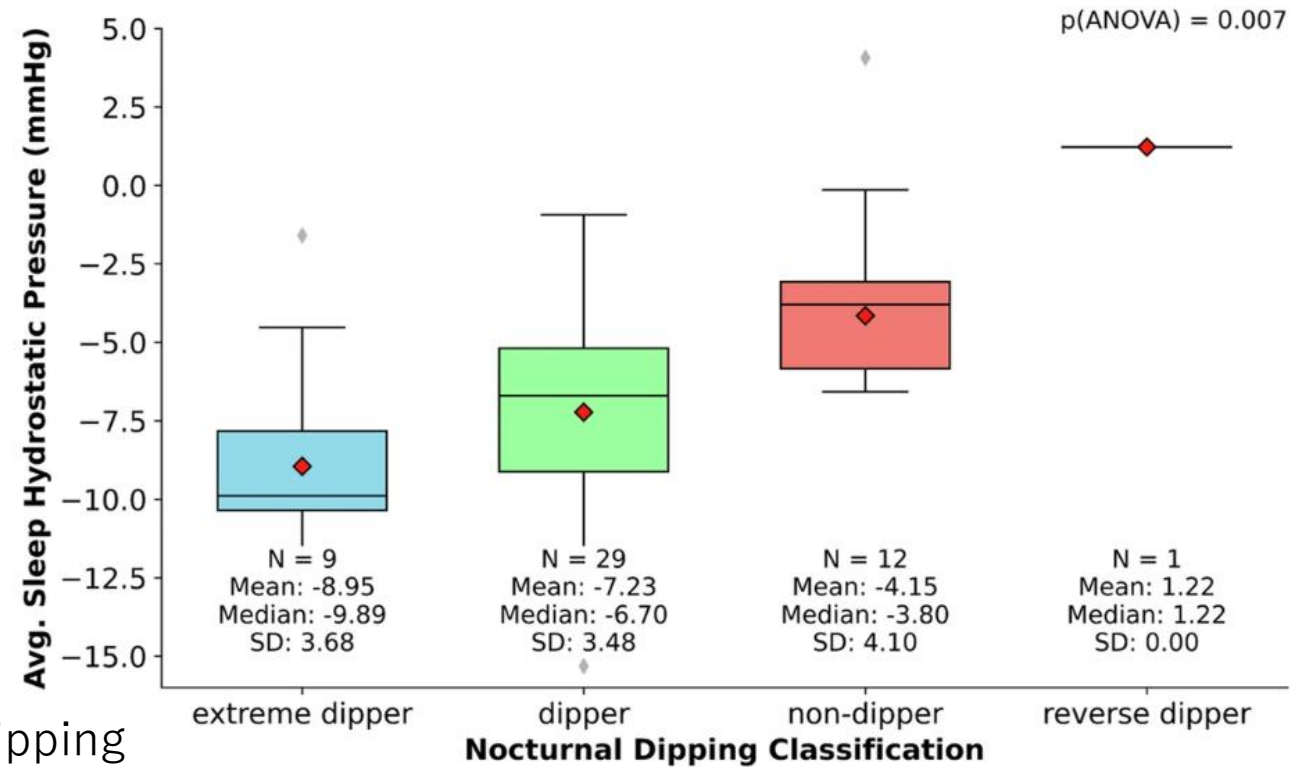 p(ANOVA) = 0.007
Avg. Sleep Hydrostatic Pressure (mmHg)
5.0
2.5
0.0
−2.5
−5.0
−7.5
−10.0
−12.5
−15.0
N = 9
Mean: -8.95
Median: -9.89
SD: 3.68
N = 29
Mean: -7.23
Median: -6.70
SD: 3.48
N = 12
Mean: -4.15
Median: -3.80
SD: 4.10
N = 1
Mean: 1.22
Median: 1.22
SD: 0.00
extreme dipper
dipper
non-dipper
reverse dipper
Nocturnal Dipping Classification
ipping